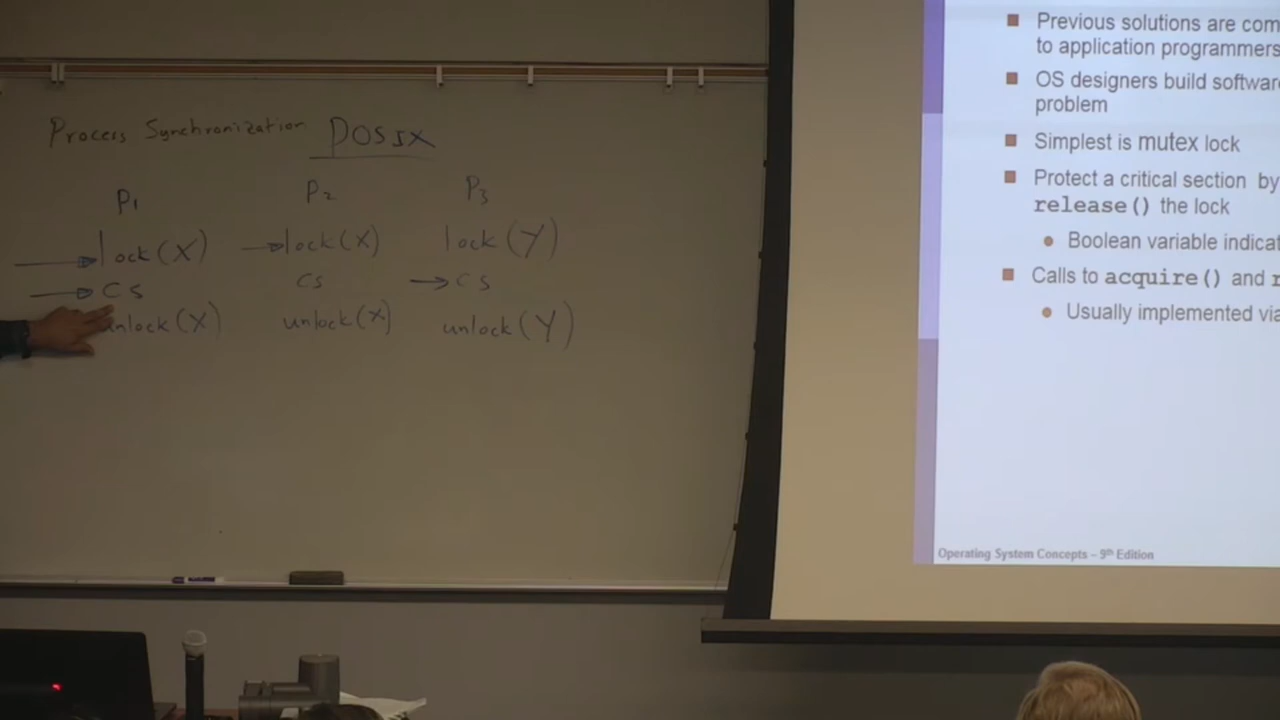 Process Synchronization POSIX
P1 P2 P3
lock(X) lock(X) lock(Y)
CS CS CS
unlock(X) unlock(X) unlock(Y)
Previous solutions are com
to application programmers
OS designers build software
problem
Simplest is mutex lock
Protect a critical section by
release() the lock
Boolean variable indicat
Calls to acquire() and r
Usually implemented via
Operating System Concepts – 9th Edition